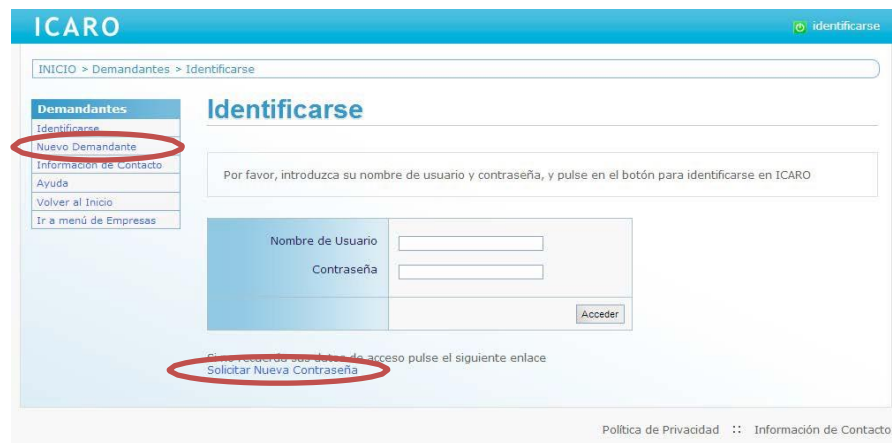 ICARO
identificarse
INICIO > Demandantes > Identificarse
Demandantes
Identificarse
Nuevo Demandante
Información de Contacto
Ayuda
Volver al Inicio
Ir a menú de Empresas
Identificarse
Por favor, introduzca su nombre de usuario y contraseña, y pulse en el botón para identificarse en ICARO
Nombre de Usuario
Contraseña
Acceder
Si no recuerda sus datos de acceso pulse el siguiente enlace
Solicitar Nueva Contraseña
Política de Privacidad :: Información de Contacto